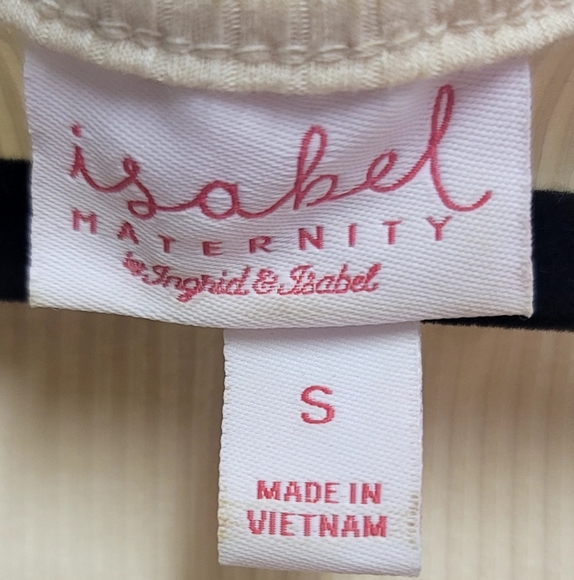 isabel
MATERNITY
by Ingrid & Isabel
S
MADE IN
VIETNAM